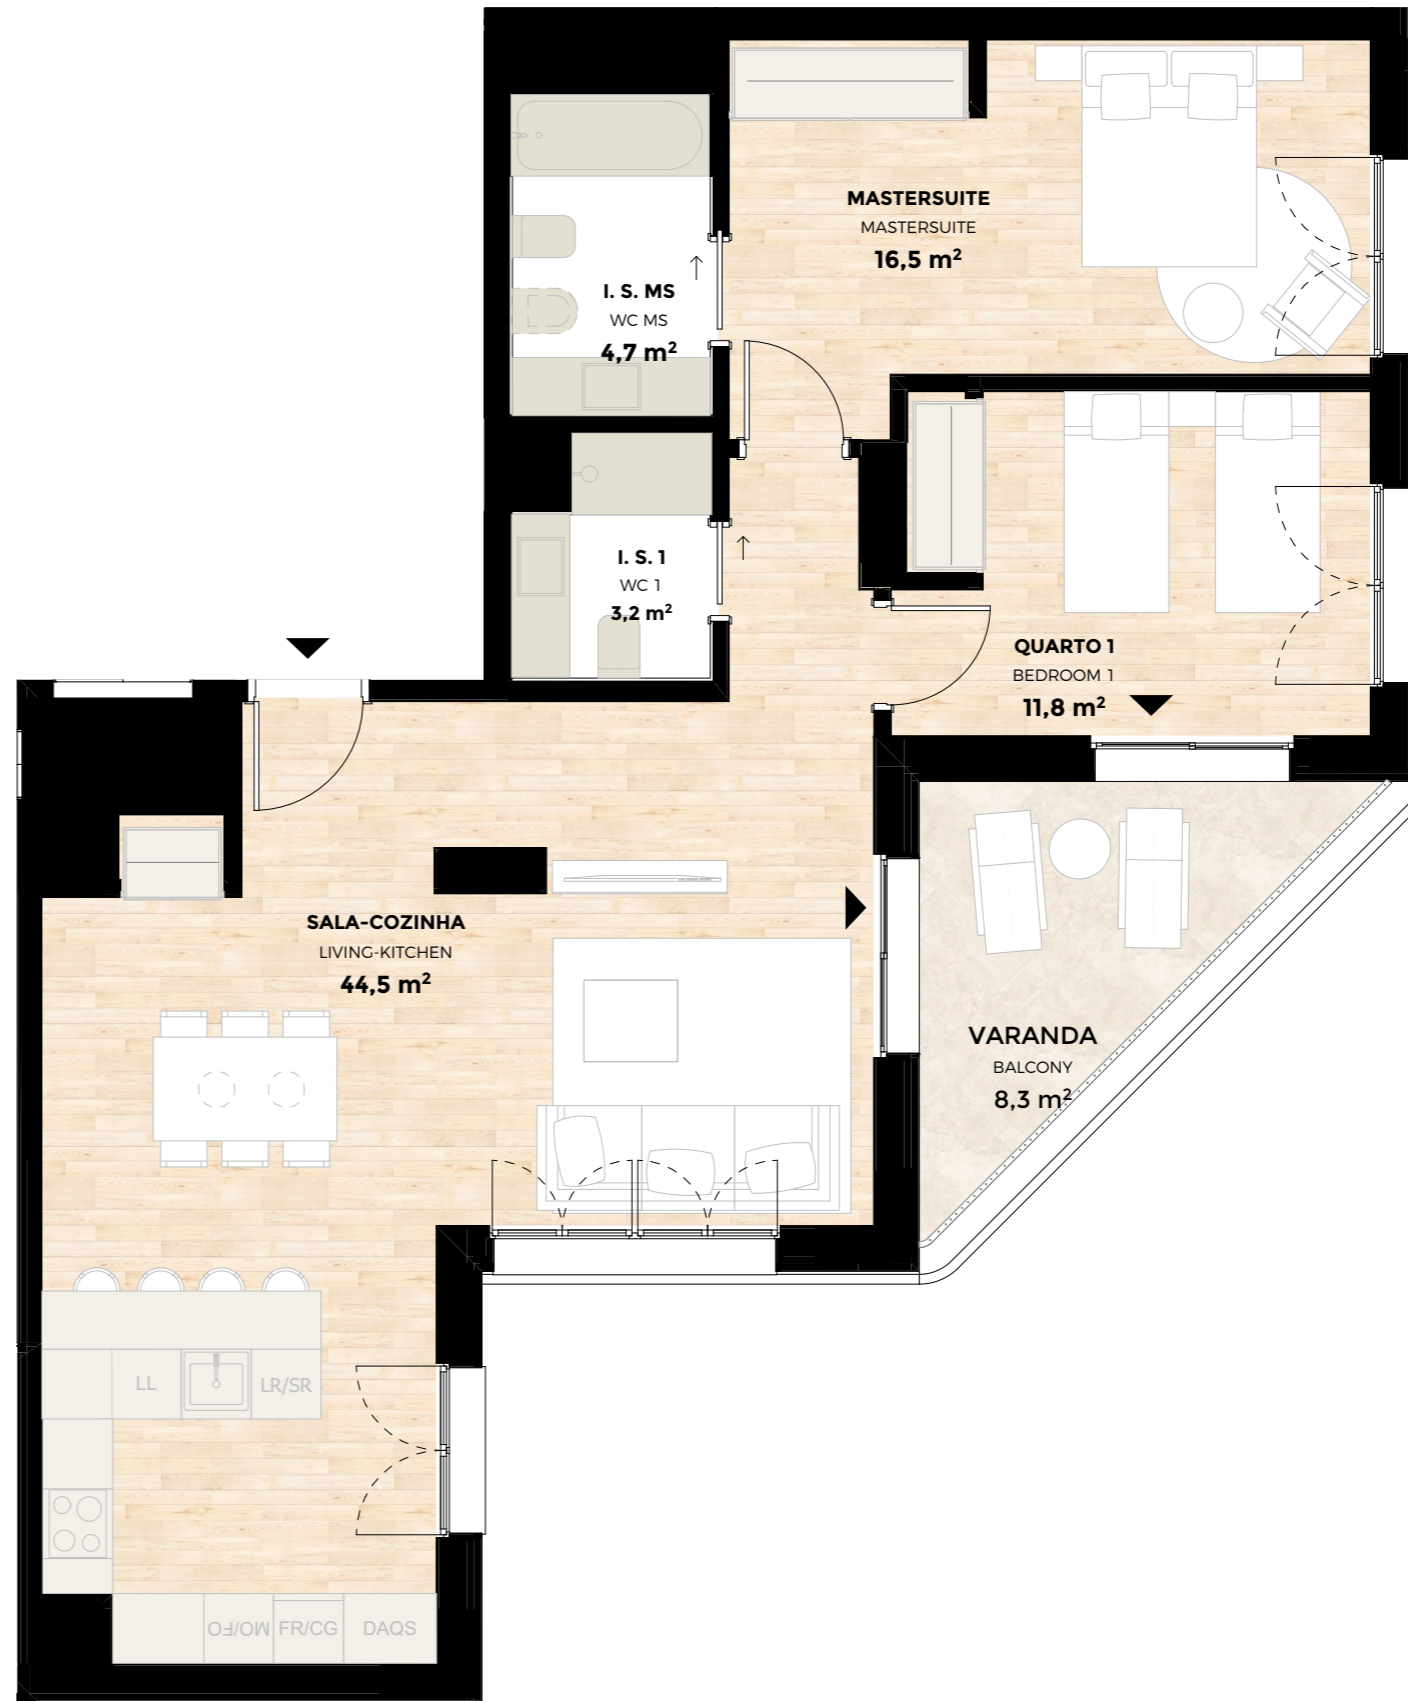 MASTERSUITE
MASTERSUITE
16,5 m²
I. S. MS
WC MS
4,7 m²
I. S. 1
WC 1
3,2 m²
QUARTO 1
BEDROOM 1
11,8 m²
SALA-COZINHA
LIVING-KITCHEN
44,5 m²
VARANDA
BALCONY
8,3 m²
LL
LR/SR
MO/FO
FR/CG
DAQS